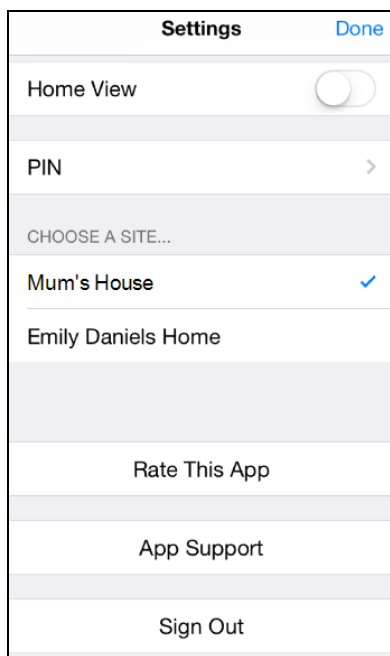 Settings Done
Home View
PIN
CHOOSE A SITE...
Mum's House
Emily Daniels Home
Rate This App
App Support
Sign Out